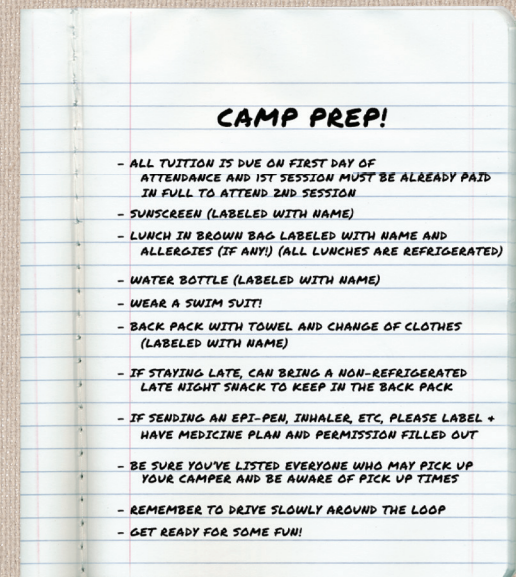 CAMP PREP!
- ALL TUITION IS DUE ON FIRST DAY OF
ATTENDANCE AND 1ST SESSION MUST BE ALREADY PAID
IN FULL TO ATTEND 2ND SESSION
- SUNSCREEN (LABELED WITH NAME)
- LUNCH IN BROWN BAG LABELED WITH NAME AND
ALLERGIES (IF ANY!) (ALL LUNCHES ARE REFRIGERATED)
- WATER BOTTLE (LABELED WITH NAME)
- WEAR A SWIM SUIT!
- BACK PACK WITH TOWEL AND CHANGE OF CLOTHES
(LABELED WITH NAME)
- IF STAYING LATE, CAN BRING A NON-REFRIGERATED
LATE NIGHT SNACK TO KEEP IN THE BACK PACK
- IF SENDING AN EPI-PEN, INHALER, ETC, PLEASE LABEL +
HAVE MEDICINE PLAN AND PERMISSION FILLED OUT
- BE SURE YOU'VE LISTED EVERYONE WHO MAY PICK UP
YOUR CAMPER AND BE AWARE OF PICK UP TIMES
- REMEMBER TO DRIVE SLOWLY AROUND THE LOOP
- GET READY FOR SOME FUN!